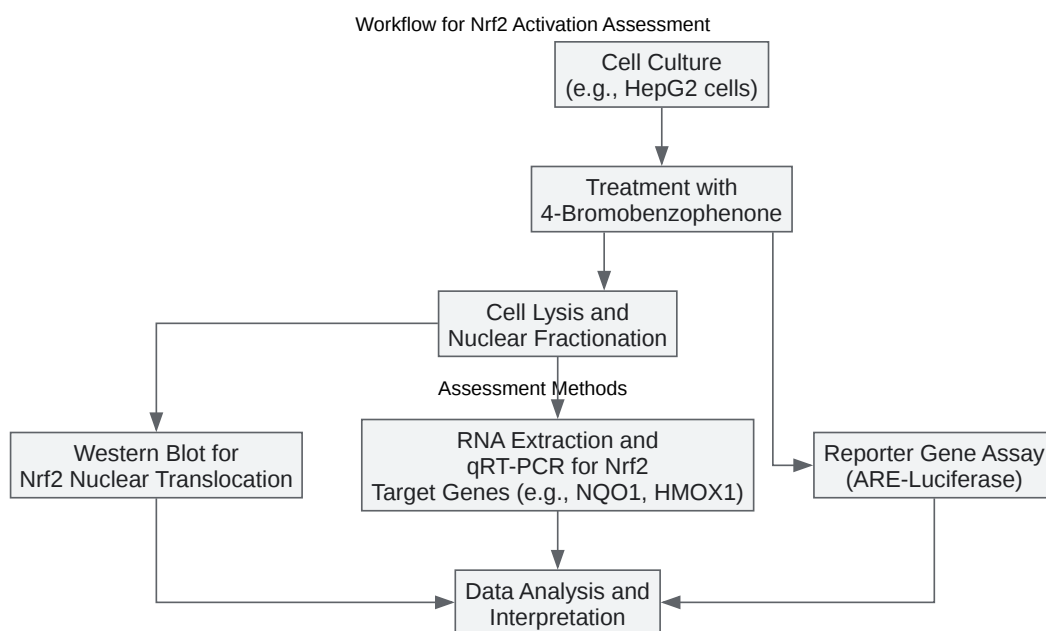 Workflow for Nrf2 Activation Assessment
Cell Culture
(e.g., HepG2 cells)
Treatment with
4-Bromobenzophenone
Cell Lysis and
Nuclear Fractionation
Assessment Methods
Western Blot for
Nrf2 Nuclear Translocation
RNA Extraction and
qRT-PCR for Nrf2
Target Genes (e.g., NQO1, HMOX1)
Reporter Gene Assay
(ARE-Luciferase)
Data Analysis and
Interpretation